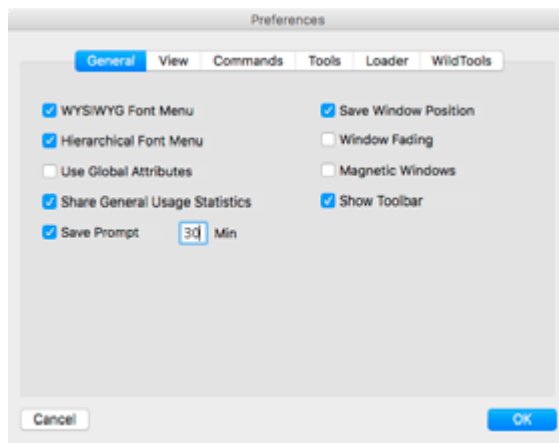 Preferences
General View Commands Tools Loader WildTools
WYSIWYG Font Menu
Hierarchical Font Menu
Use Global Attributes
Share General Usage Statistics
Save Prompt 30 Min
Save Window Position
Window Fading
Magnetic Windows
Show Toolbar
Cancel OK